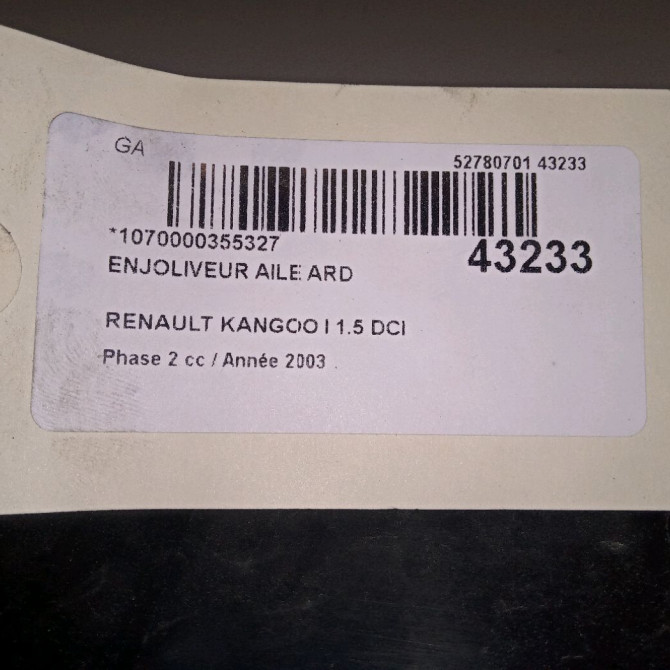 GA
52780701 43233
*1070000355327
43233
ENJOLIVEUR AILE ARD
RENAULT KANGOO I 1.5 DCI
Phase 2 cc / Année 2003 .